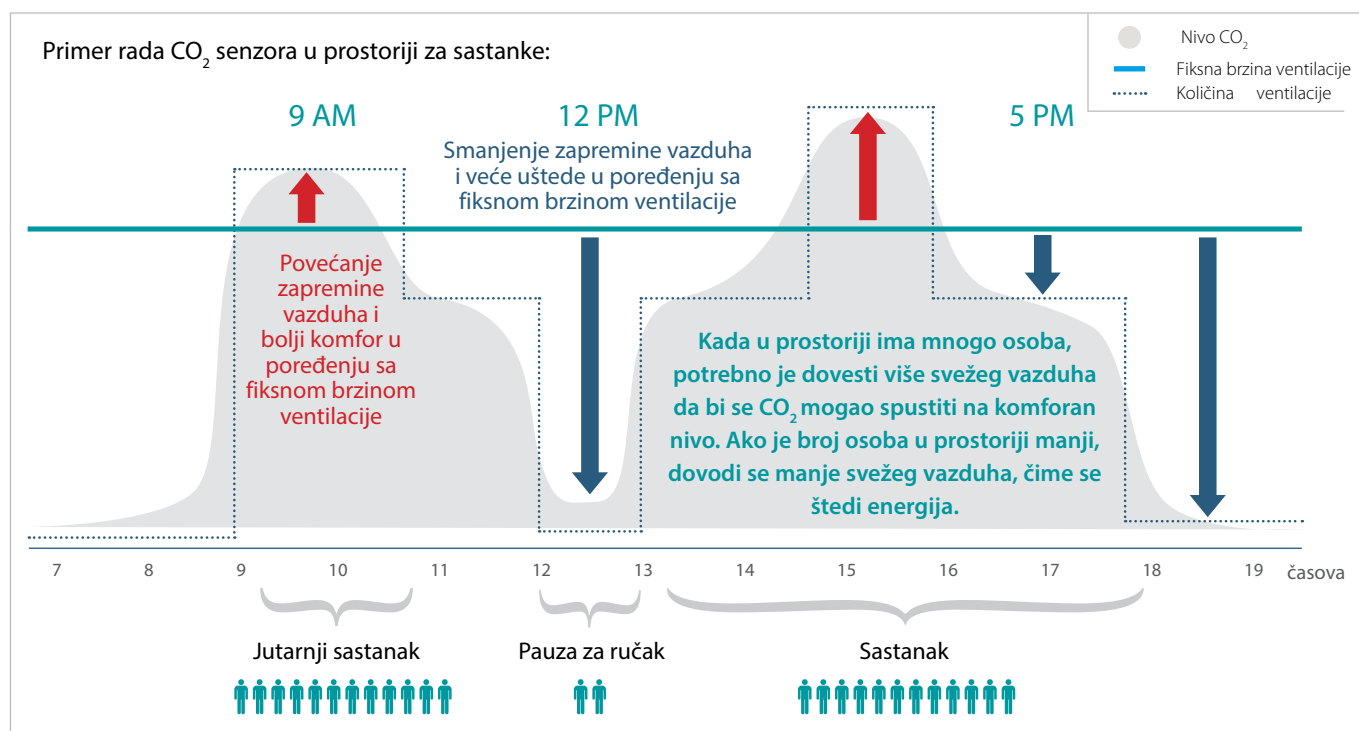 Primer rada CO₂ senzora u prostoriji za sastanke:
Nivo CO₂
Fiksna brzina ventilacije
Količina ventilacije
9 AM
12 PM
5 PM
Smanjenje zapremine vazduha
i veće uštede u poređenju sa
fiksnom brzinom ventilacije
Povećanje
zapremine
vazduha i
bolji komfor u
poređenju sa
fiksnom brzinom
ventilacije
Kada u prostoriji ima mnogo osoba,
potrebno je dovesti više svežeg vazduha
da bi se CO₂ mogao spustiti na komforan
nivo. Ako je broj osoba u prostoriji manji,
dovodi se manje svežeg vazduha, čime se
štedi energija.
7 8 9 10 11 12 13 14 15 16 17 18 19 časova
Jutarnji sastanak
Pauza za ručak
Sastanak